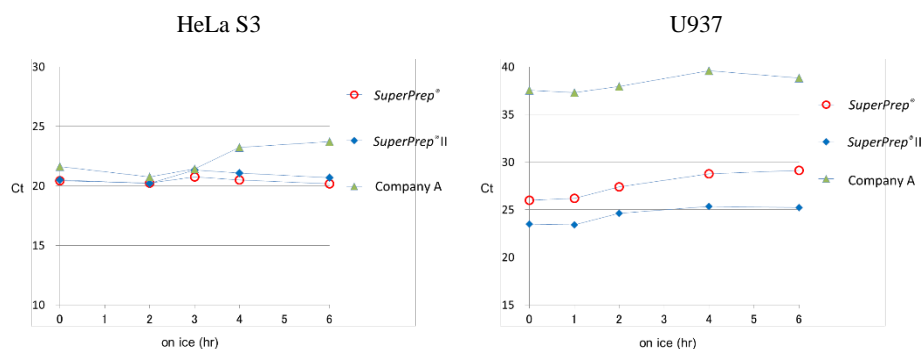 HeLa S3
30
25
20
15
10
Ct
0 1 2 3 4 5 6
on ice (hr)
SuperPrep®
SuperPrep®II
Company A
U937
40
35
30
25
20
15
Ct
0 1 2 3 4 5 6
on ice (hr)
SuperPrep®
SuperPrep®II
Company A